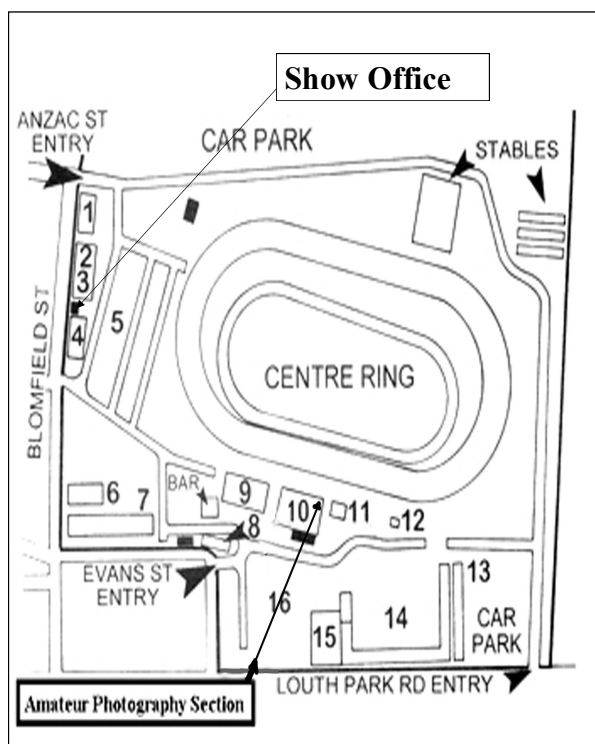 Show Office
ANZAC ST
ENTRY
CAR PARK
STABLES
1
2
3
4
5
BLOMFIELD ST
CENTRE RING
6
7
BAR
8
9
10
11
12
EVANS ST
ENTRY
13
14
15
16
CAR
PARK
LOUTH PARK RD ENTRY
Amateur Photography Section